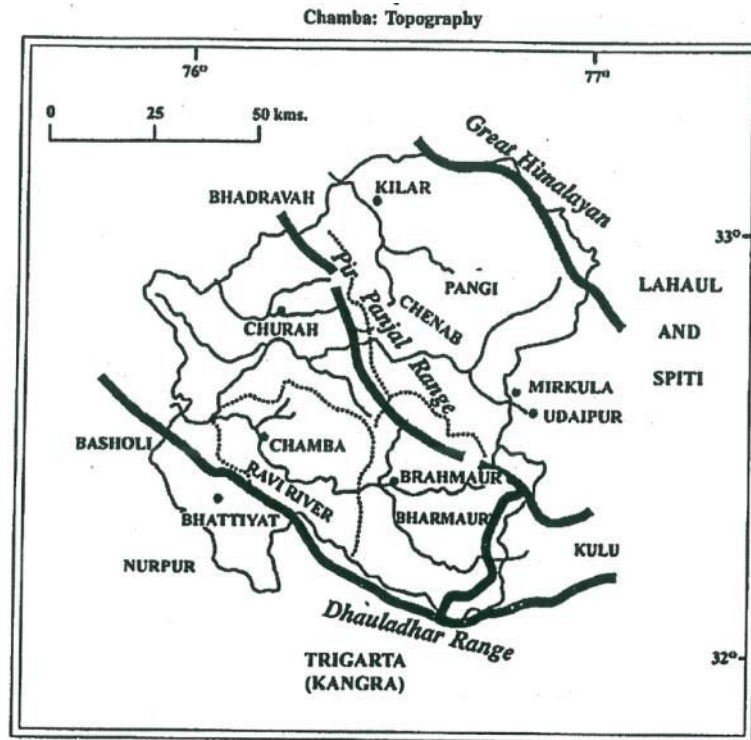 Chamba: Topography
76°
77°
0 25 50 kms.
Great Himalayan
KILAR
BHADRAVAH
33°
Pir Panjal Range
PANGI
LAHAUL
AND
SPITI
CHENAB
CHURAH
MIRKULA
UDAIPUR
BASHOLI
CHAMBA
BRAHMAUR
RAVI RIVER
BHATTIYAT
BHARMAUR
KULU
NURPUR
Dhauladhar Range
TRIGARTA
(KANGRA)
32°